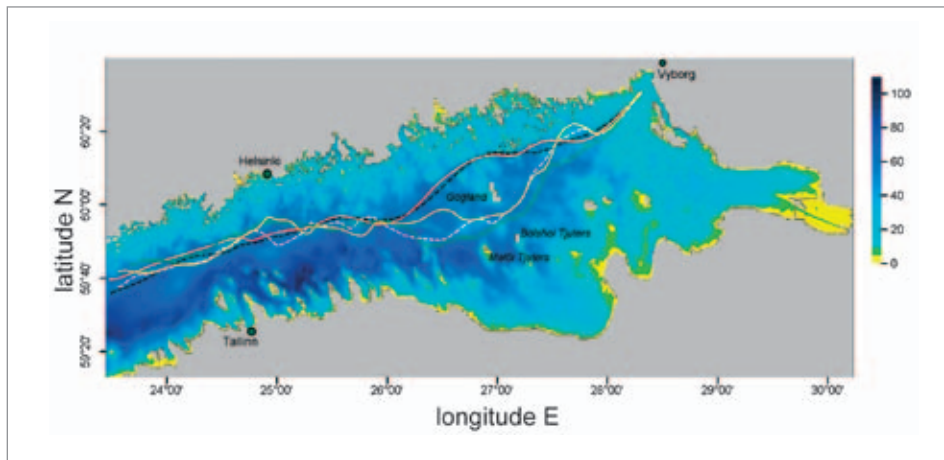 Vyborg
100
80
60
40
20
0
60°20'
60°00'
59°40'
59°20'
latitude N
Helsinki
Gogland
Bolshoi Tjuters
Malõi Tjuters
Tallinn
24°00'
25°00'
26°00'
27°00'
28°00'
29°00'
30°00'
longitude E